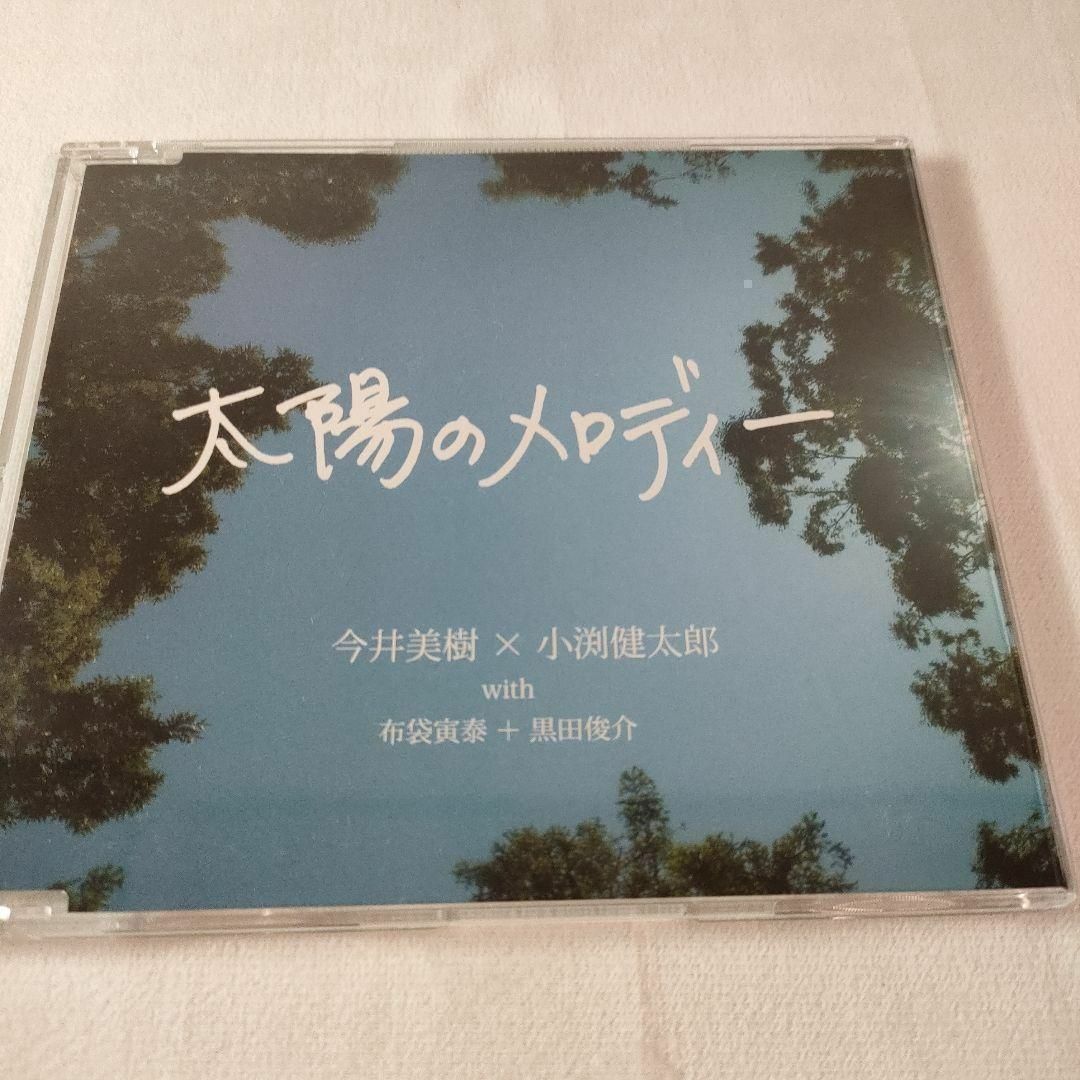 太陽のメロディー
今井美樹 × 小渕健太郎
with
布袋寅泰 + 黒田俊介